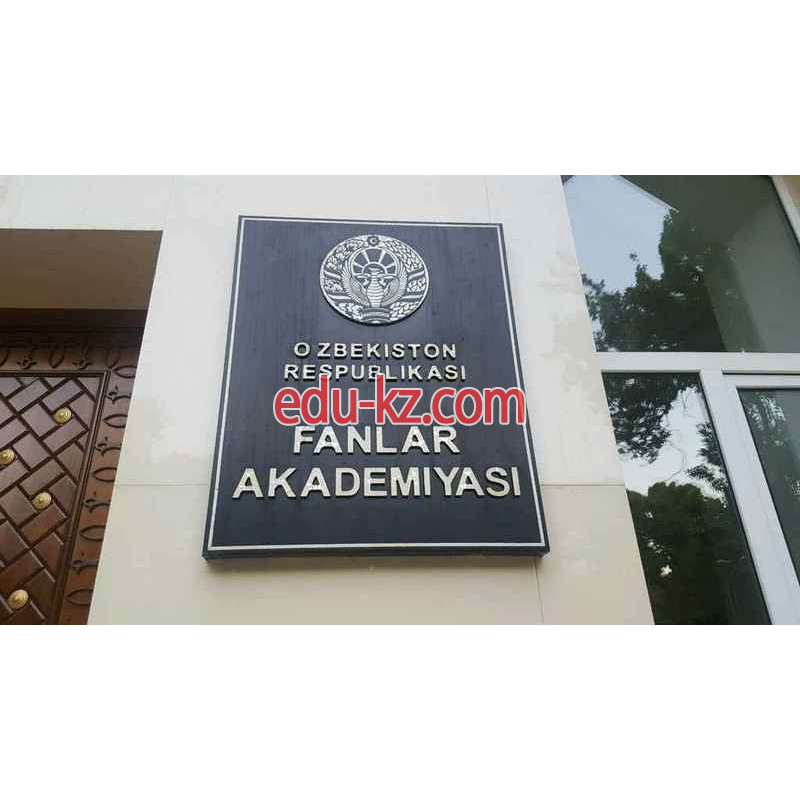 O ZBEKISTON
RESPUBLIKASI
edu-kz.com
FANLAR
AKADEMIYASI